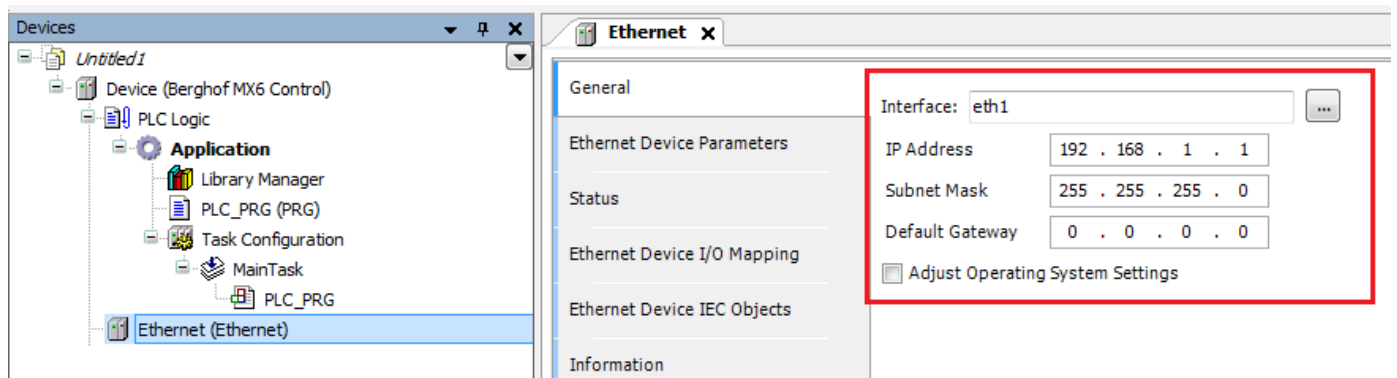 Devices
Untitled1
Device (Berghof MX6 Control)
PLC Logic
Application
Library Manager
PLC_PRG (PRG)
Task Configuration
MainTask
PLC_PRG
Ethernet (Ethernet)
Ethernet
General
Ethernet Device Parameters
Status
Ethernet Device I/O Mapping
Ethernet Device IEC Objects
Information
Interface: eth1 ...
IP Address 192 . 168 . 1 . 1
Subnet Mask 255 . 255 . 255 . 0
Default Gateway 0 . 0 . 0 . 0
Adjust Operating System Settings